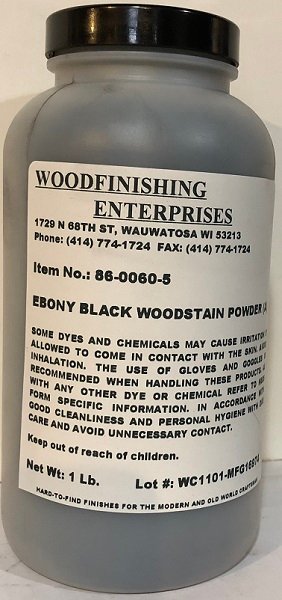 WOODFINISHING
ENTERPRISES
1729 N 68TH ST, WAUWATOSA WI 53213
Phone: (414) 774-1724 FAX: (414) 774-1724
Item No.: 86-0060-5
EBONY BLACK WOODSTAIN POWDER (A
SOME DYES AND CHEMICALS MAY CAUSE IRRITATION
ALLOWED TO COME IN CONTACT WITH THE SKIN,
INHALATION. THE USE OF GLOVES AND GOGGLES
RECOMMENDED WHEN HANDLING THESE PRODUCTS.
WITH ANY OTHER DYE OR CHEMICAL REFER TO
FORM SPECIFIC INFORMATION. IN ACCORDANCE
GOOD CLEANLINESS AND PERSONAL HYGIENE
CARE AND AVOID UNNECESSARY CONTACT.
Keep out of reach of children.
Net Wt: 1 Lb. Lot #: WC1101-MFG
HARD-TO-FIND FINISHES FOR THE MODERN AND OLD WORLD